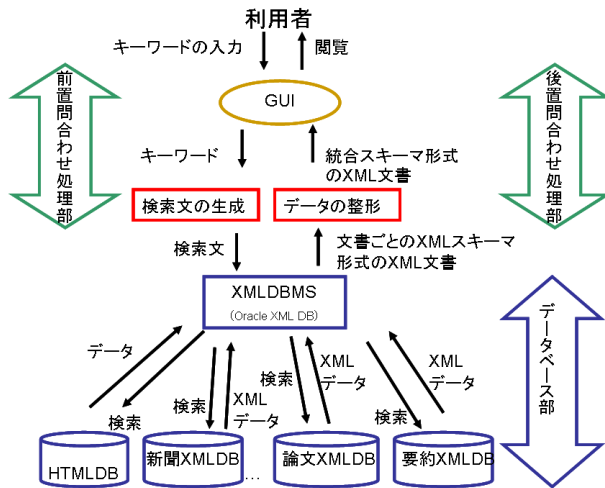 利用者
キーワードの入力
閲覧
前置問合わせ処理部
後置問合わせ処理部
GUI
キーワード
統合スキーマ形式
のXML文書
検索文の生成
データの整形
検索文
文書ごとのXMLスキーマ
形式のXML文書
XMLDBMS
(Oracle XML DB)
データベース部
データ
検索
検索
XML
データ
検索
XML
データ
検索
XML
データ
HTMLDB
新聞XMLDB
...
論文XMLDB
要約XMLDB